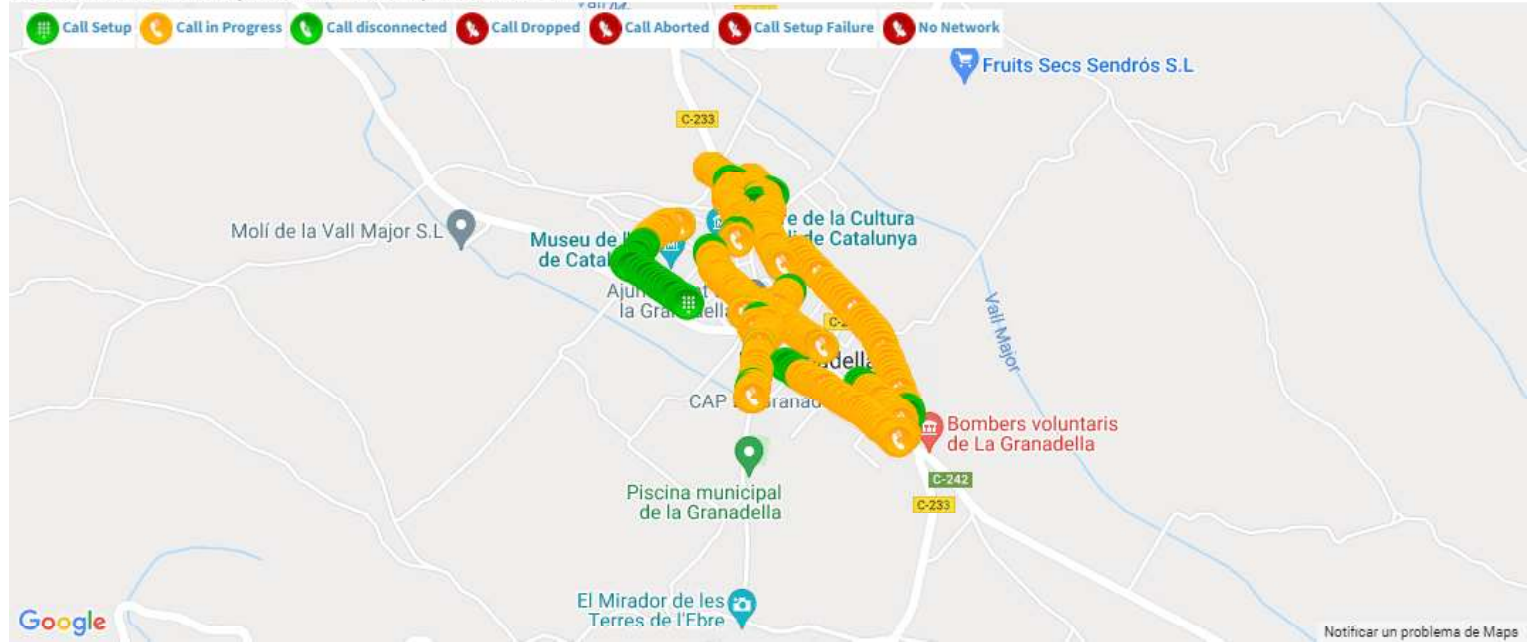 Call Setup
Call in Progress
Call disconnected
Call Dropped
Call Aborted
Call Setup Failure
No Network
Fruits Secs Sendrós S.L
C-233
Molí de la Vall Major S.L
Museu de
de Catal
re de la Cultura
de Catalunya
Vall Major
CAP
Bombers voluntaris
de La Granadella
C-242
C-233
Piscina municipal
de la Granadella
El Mirador de les
Terres de l'Ebre
Google
Notificar un problema de Maps